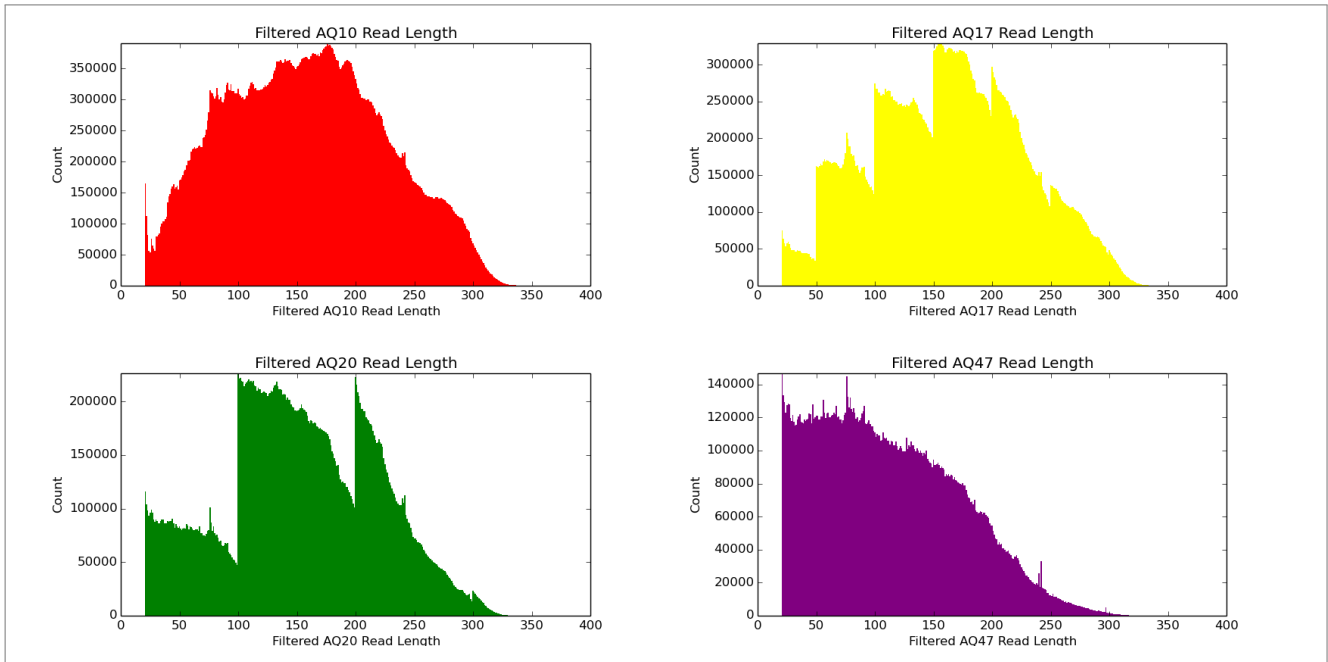 Filtered AQ10 Read Length
350000
300000
250000
200000
150000
100000
50000
0
Count
0 50 100 150 200 250 300 350 400
Filtered AQ10 Read Length
Filtered AQ17 Read Length
300000
250000
200000
150000
100000
50000
0
Count
0 50 100 150 200 250 300 350 400
Filtered AQ17 Read Length
Filtered AQ20 Read Length
200000
150000
100000
50000
0
Count
0 50 100 150 200 250 300 350 400
Filtered AQ20 Read Length
Filtered AQ47 Read Length
140000
120000
100000
80000
60000
40000
20000
0
Count
0 50 100 150 200 250 300 350 400
Filtered AQ47 Read Length